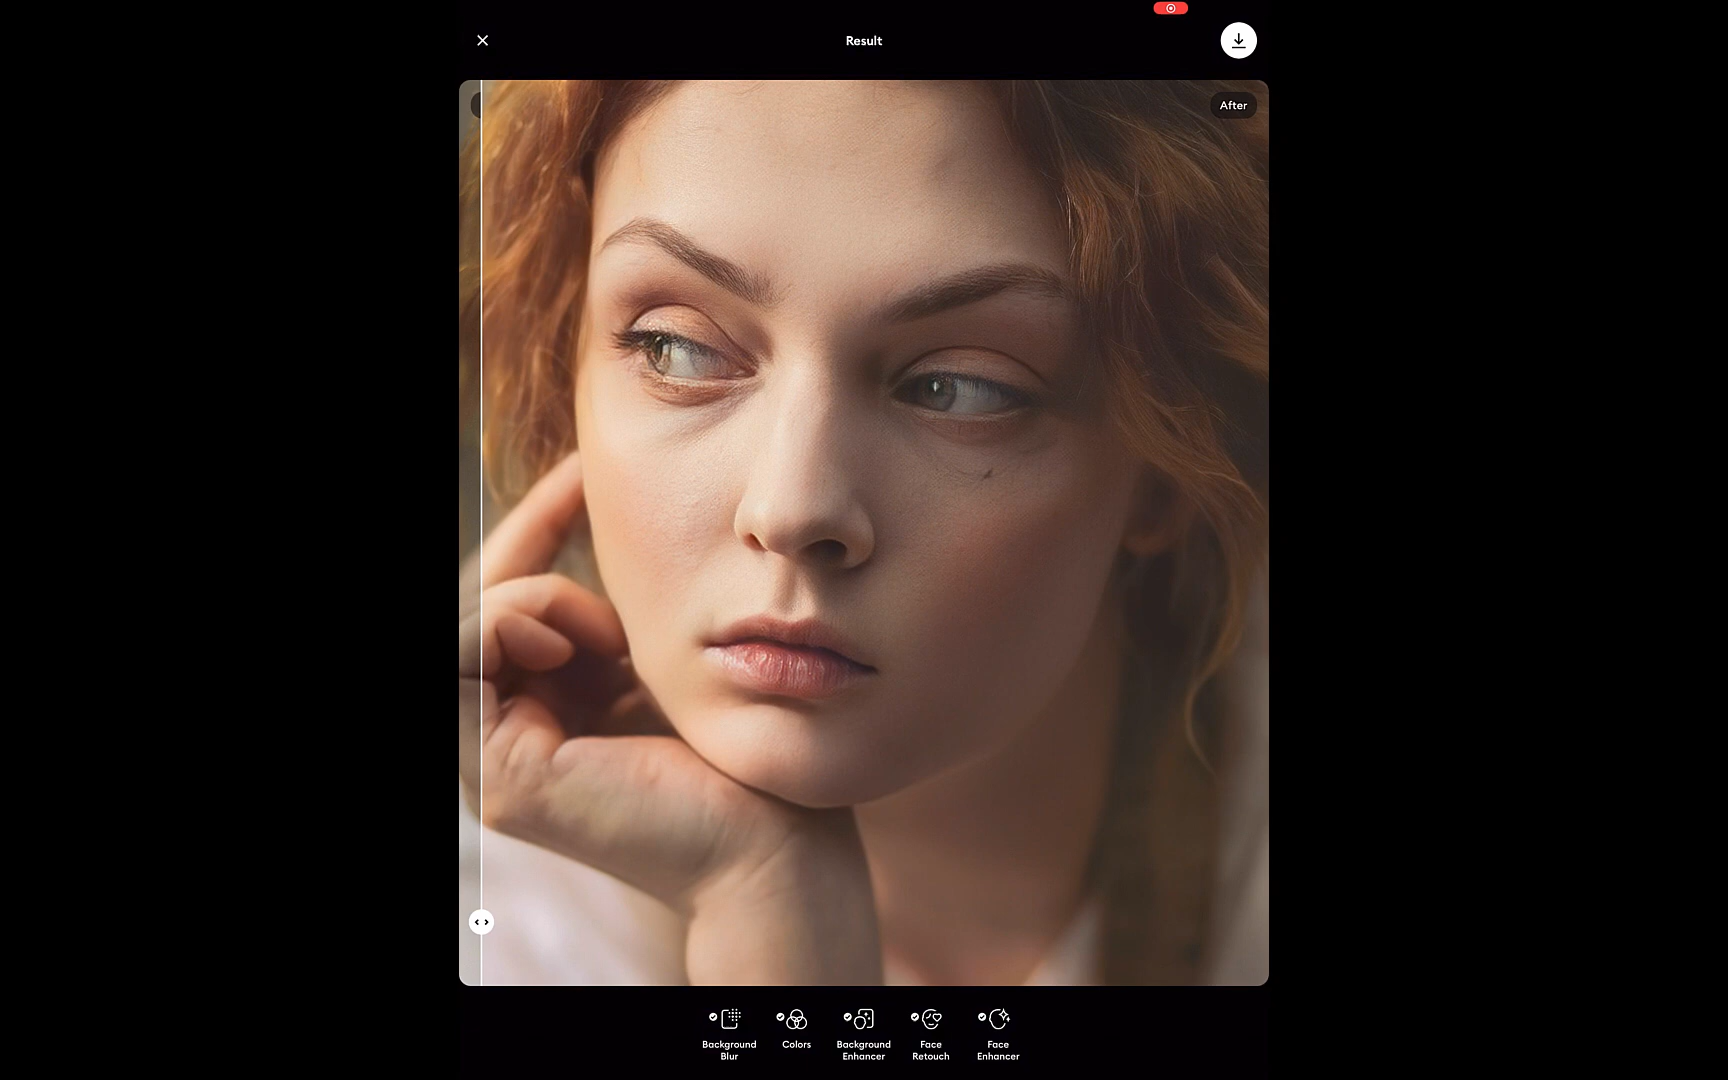 Result
After
Background
Blur
Colors
Background
Enhancer
Face
Retouch
Face
Enhancer